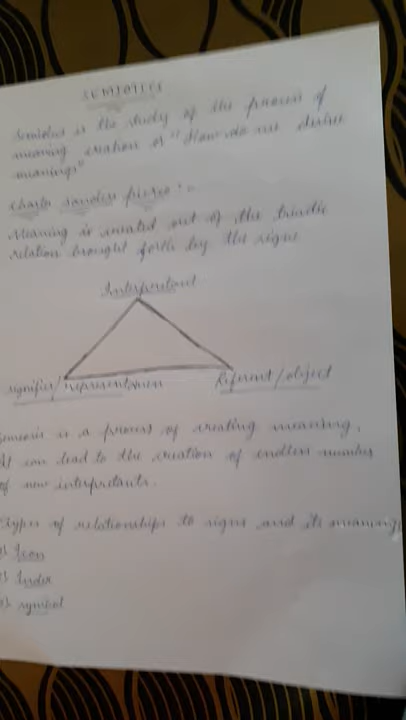 SEMIOTICS
Semiotics is the study of the process of
meaning creation or "How do we derive
meanings"
Charles sanders pierce :-
Meaning is created out of the triadic
relation brought forth by the signs
Interpretant
signifier/representamen
Referent/object
Semiosis is a process of creating meaning.
It can lead to the creation of endless number
of new interpretants.
types of relationships to signs and its meaning
Icon
Index
symbol